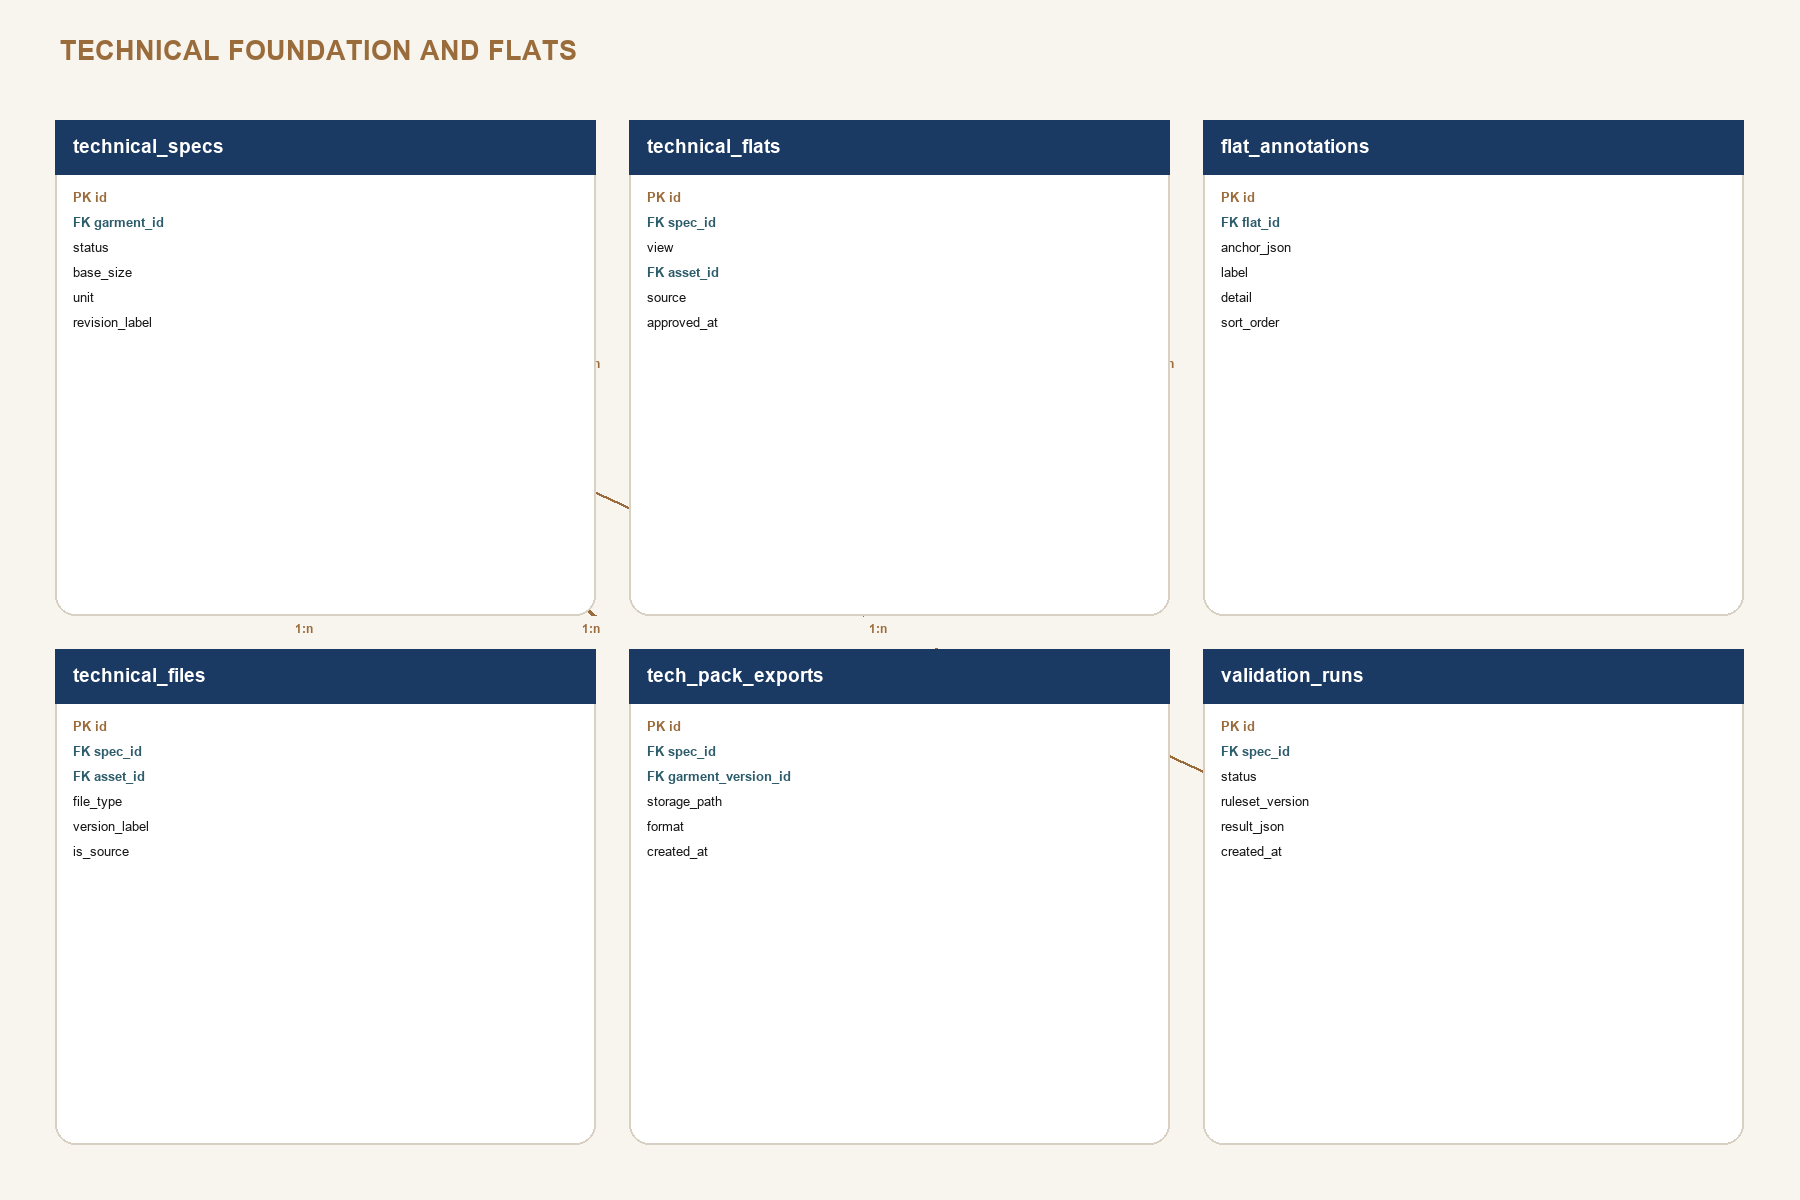 TECHNICAL FOUNDATION AND FLATS
technical_specs
PK id
FK garment_id
status
base_size
unit
revision_label
technical_flats
PK id
FK spec_id
view
FK asset_id
source
approved_at
flat_annotations
PK id
FK flat_id
anchor_json
label
detail
sort_order
1:n
1:n
1:n
technical_files
PK id
FK spec_id
FK asset_id
file_type
version_label
is_source
tech_pack_exports
PK id
FK spec_id
FK garment_version_id
storage_path
format
created_at
validation_runs
PK id
FK spec_id
status
ruleset_version
result_json
created_at